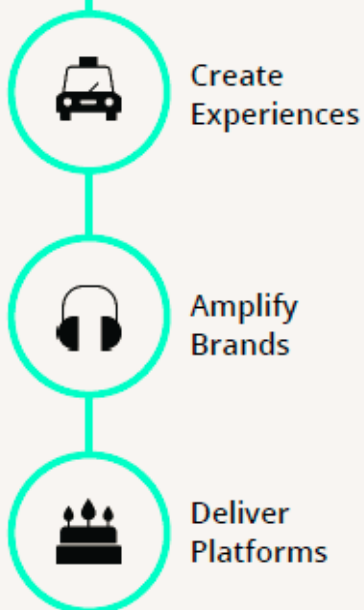 Create
Experiences
Amplify
Brands
Deliver
Platforms